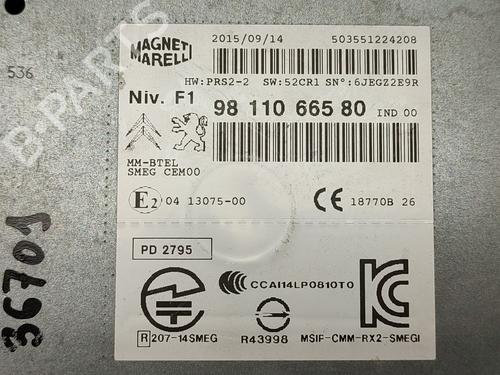 MAGNETI MARELLI
2015/09/14 503551224208
HW:PRS2-2 SW:52CR1 SN°:6JEGZ2E9R
Niv. F1 98 110 665 80 IND 00
MM-BTEL
SMEG CEM00
E2 04 13075-00 CE 18770B 26
PD 2795
CCAI14LP0810T0
R 207-14SMEG R43998 MSIF-CMM-RX2-SMEGI
536
36709
B-PARTS